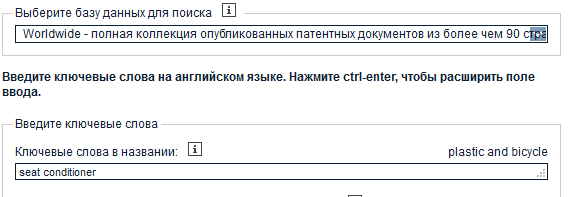 Выберите базу данных для поиска i
Worldwide - полная коллекция опубликованных патентных документов из более чем 90
Введите ключевые слова на английском языке. Нажмите ctrl-enter, чтобы расширить поле
ввода.
Введите ключевые слова
Ключевые слова в названии: i plastic and bicycle
seat conditioner